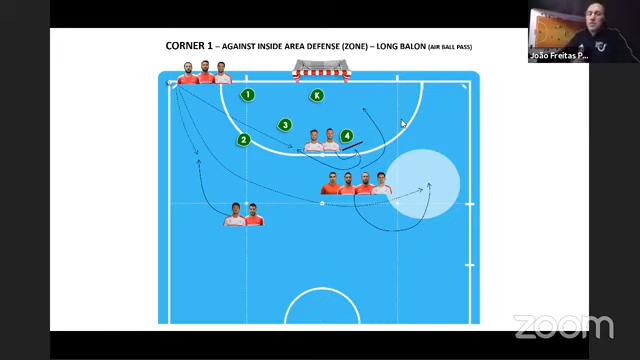 CORNER 1 – AGAINST INSIDE AREA DEFENSE (ZONE) – LONG BALON (AIR BALL PASS)
João Freitas P...
1
K
3
4
2
zoom